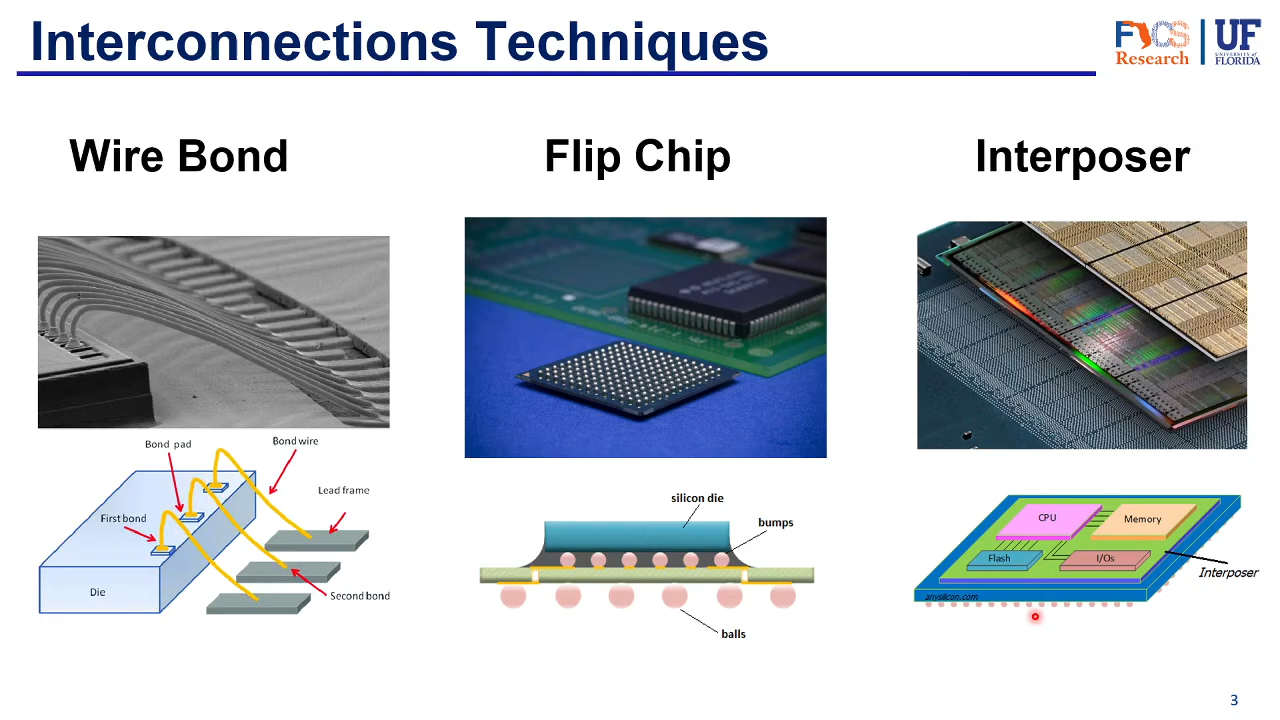 Interconnections Techniques
FICS
Research
UF
UNIVERSITY of
FLORIDA
Wire Bond
Flip Chip
Interposer
Bond pad
Bond wire
Lead frame
First bond
Die
Second bond
silicon die
bumps
balls
CPU
Memory
Flash
I/Os
Interposer
anysilicon.com
3